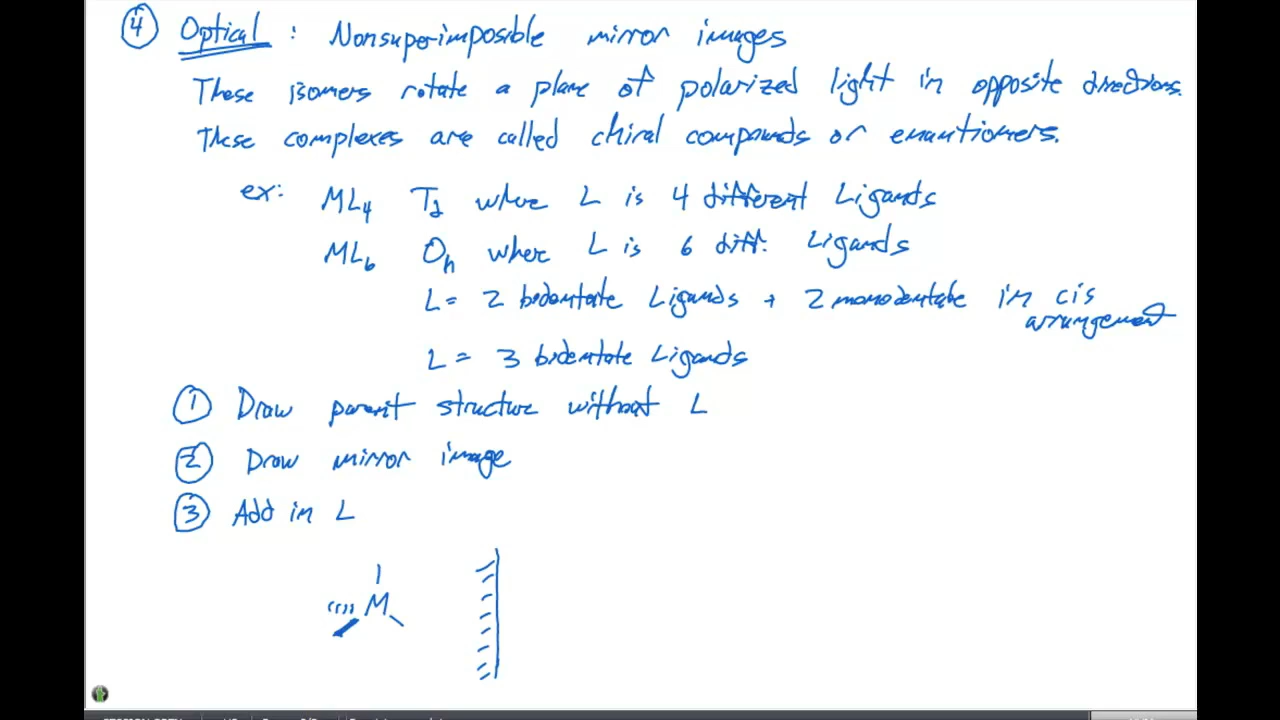 ④ Optical : Nonsuperimposible mirror images
These isomers rotate a plane of polarized light in opposite directions.
These complexes are called chiral compounds or enantiomers.
ex: ML₄ Td where L is 4 different Ligands
ML₆ Oh where L is 6 diff. Ligands
L = 2 bidentate Ligands + 2 monodentate in cis
arrangement
L = 3 bidentate Ligands
① Draw parent structure without L
② Draw mirror image
③ Add in L
M